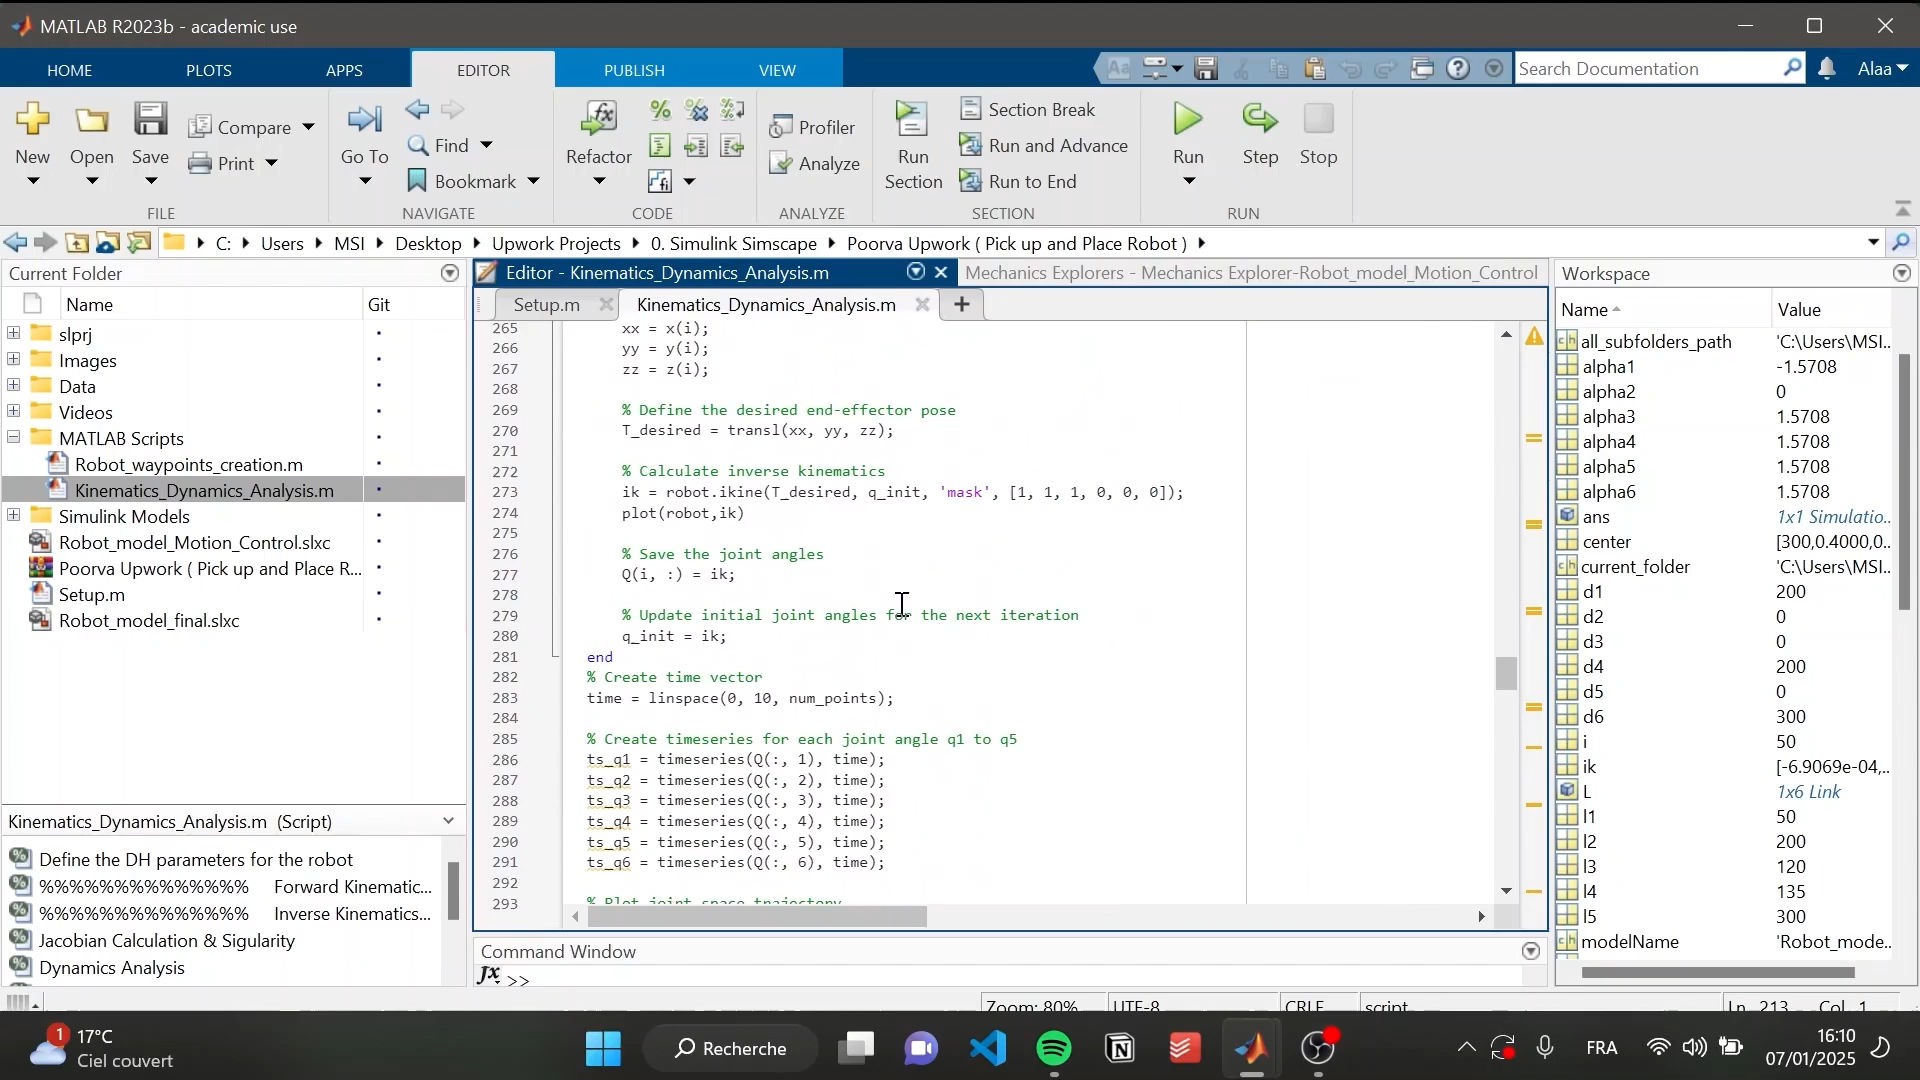 MATLAB R2023b - academic use
HOME PLOTS APPS EDITOR PUBLISH VIEW
Search Documentation
Alaa
New
Open
Save
Compare
Print
FILE
Go To
Find
Bookmark
NAVIGATE
Refactor
CODE
Profiler
Analyze
ANALYZE
Run Section
Section Break
Run and Advance
Run to End
SECTION
Run
Step
Stop
RUN
C: Users MSI Desktop Upwork Projects 0. Simulink Simscape Poorva Upwork ( Pick up and Place Robot )
Current Folder
Name Git
slprj
Images
Data
Videos
MATLAB Scripts
Robot_waypoints_creation.m
Kinematics_Dynamics_Analysis.m
Simulink Models
Robot_model_Motion_Control.slxc
Poorva Upwork ( Pick up and Place R...
Setup.m
Robot_model_final.slxc
Kinematics_Dynamics_Analysis.m (Script)
Define the DH parameters for the robot
%%%%%%%%%%%%%% Forward Kinematic...
%%%%%%%%%%%%%% Inverse Kinematics...
Jacobian Calculation & Sigularity
Dynamics Analysis
Editor - Kinematics_Dynamics_Analysis.m
Mechanics Explorers - Mechanics Explorer-Robot_model_Motion_Control
Setup.m
Kinematics_Dynamics_Analysis.m
265 xx = x(i);
266 yy = y(i);
267 zz = z(i);
268
269 % Define the desired end-effector pose
270 T_desired = transl(xx, yy, zz);
271
272 % Calculate inverse kinematics
273 ik = robot.ikine(T_desired, q_init, 'mask', [1, 1, 1, 0, 0, 0]);
274 plot(robot,ik)
275
276 % Save the joint angles
277 Q(i, :) = ik;
278
279 % Update initial joint angles for the next iteration
280 q_init = ik;
281 end
282 % Create time vector
283 time = linspace(0, 10, num_points);
284
285 % Create timeseries for each joint angle q1 to q5
286 ts_q1 = timeseries(Q(:, 1), time);
287 ts_q2 = timeseries(Q(:, 2), time);
288 ts_q3 = timeseries(Q(:, 3), time);
289 ts_q4 = timeseries(Q(:, 4), time);
290 ts_q5 = timeseries(Q(:, 5), time);
291 ts_q6 = timeseries(Q(:, 6), time);
292
293 % Plot joint space trajectory
Command Window
fx >>
Workspace
Name Value
all_subfolders_path 'C:\Users\MSI...
alpha1 -1.5708
alpha2 0
alpha3 1.5708
alpha4 1.5708
alpha5 1.5708
alpha6 1.5708
ans 1x1 Simulatio...
center [300,0.4000,0...
current_folder 'C:\Users\MSI...
d1 200
d2 0
d3 0
d4 200
d5 0
d6 300
i 50
ik [-6.9069e-04,...
L 1x6 Link
l1 50
l2 200
l3 120
l4 135
l5 300
modelName 'Robot_mode...
Zoom: 80% UTF-8 CRLF script Ln 213 Col 1
1
17°C
Ciel couvert
Recherche
FRA
16:10
07/01/2025